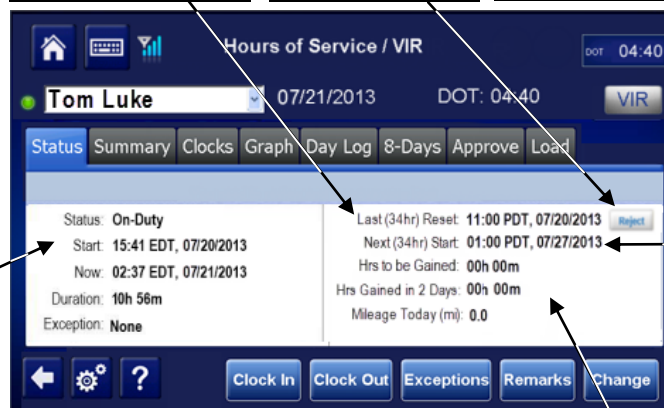 Hours of Service / VIR
DOT 04:40
Tom Luke 07/21/2013 DOT: 04:40 VIR
Status Summary Clocks Graph Day Log 8-Days Approve Load
Status: On-Duty
Start: 15:41 EDT, 07/20/2013
Now: 02:37 EDT, 07/21/2013
Duration: 10h 56m
Exception: None
Last (34hr) Reset: 11:00 PDT, 07/20/2013 Reject
Next (34hr) Start: 01:00 PDT, 07/27/2013
Hrs to be Gained: 00h 00m
Hrs Gained in 2 Days: 00h 00m
Mileage Today (mi): 0.0
? Clock In Clock Out Exceptions Remarks Change